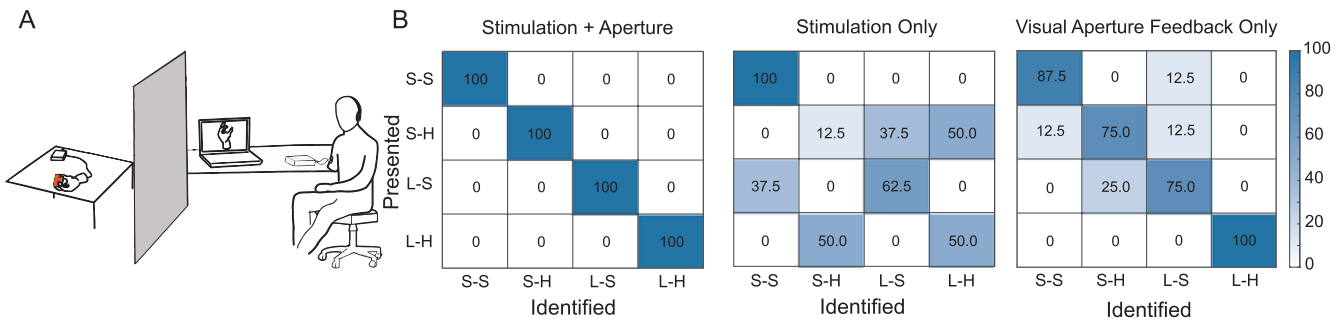 A
B
Stimulation + Aperture
Stimulation Only
Visual Aperture Feedback Only
Presented
S-S 100 0 0 0
S-H 0 100 0 0
L-S 0 0 100 0
L-H 0 0 0 100
S-S S-H L-S L-H
Identified
100 0 0 0
0 12.5 37.5 50.0
37.5 0 62.5 0
0 50.0 0 50.0
S-S S-H L-S L-H
Identified
87.5 0 12.5 0
12.5 75.0 12.5 0
0 25.0 75.0 0
0 0 0 100
S-S S-H L-S L-H
Identified
100
80
60
40
20
0